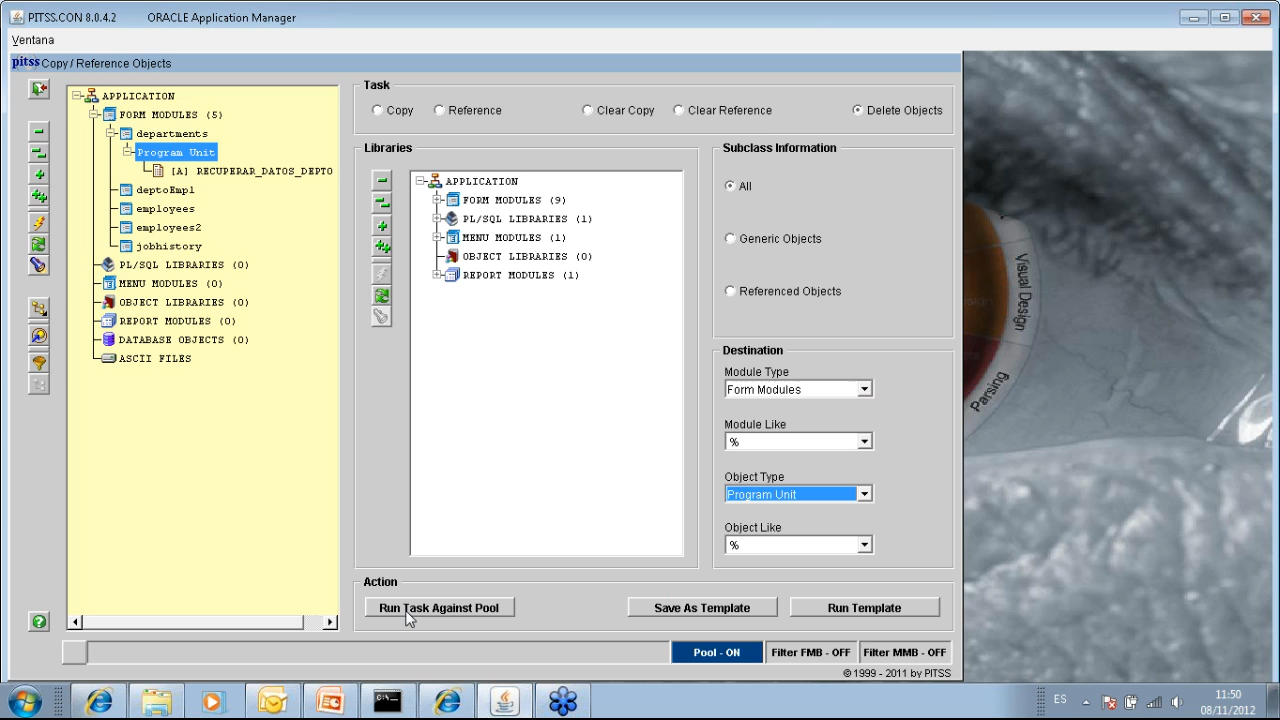 PITSS.CON 8.0.4.2 ORACLE Application Manager
Ventana
pitss Copy / Reference Objects
APPLICATION
FORM MODULES (5)
departments
Program Unit
[A] RECUPERAR_DATOS_DEPTO
deptoEmpl
employees
employees2
jobhistory
PL/SQL LIBRARIES (0)
MENU MODULES (0)
OBJECT LIBRARIES (0)
REPORT MODULES (0)
DATABASE OBJECTS (0)
ASCII FILES
Task
Copy Reference Clear Copy Clear Reference Delete Objects
Libraries
APPLICATION
FORM MODULES (9)
PL/SQL LIBRARIES (1)
MENU MODULES (1)
OBJECT LIBRARIES (0)
REPORT MODULES (1)
Subclass Information
All
Generic Objects
Referenced Objects
Destination
Module Type
Form Modules
Module Like
%
Object Type
Program Unit
Object Like
%
Action
Run Task Against Pool Save As Template Run Template
Pool - ON Filter FMB - OFF Filter MMB - OFF
© 1999 - 2011 by PITSS
Visual Design
Parsing
ES 11:50
08/11/2012